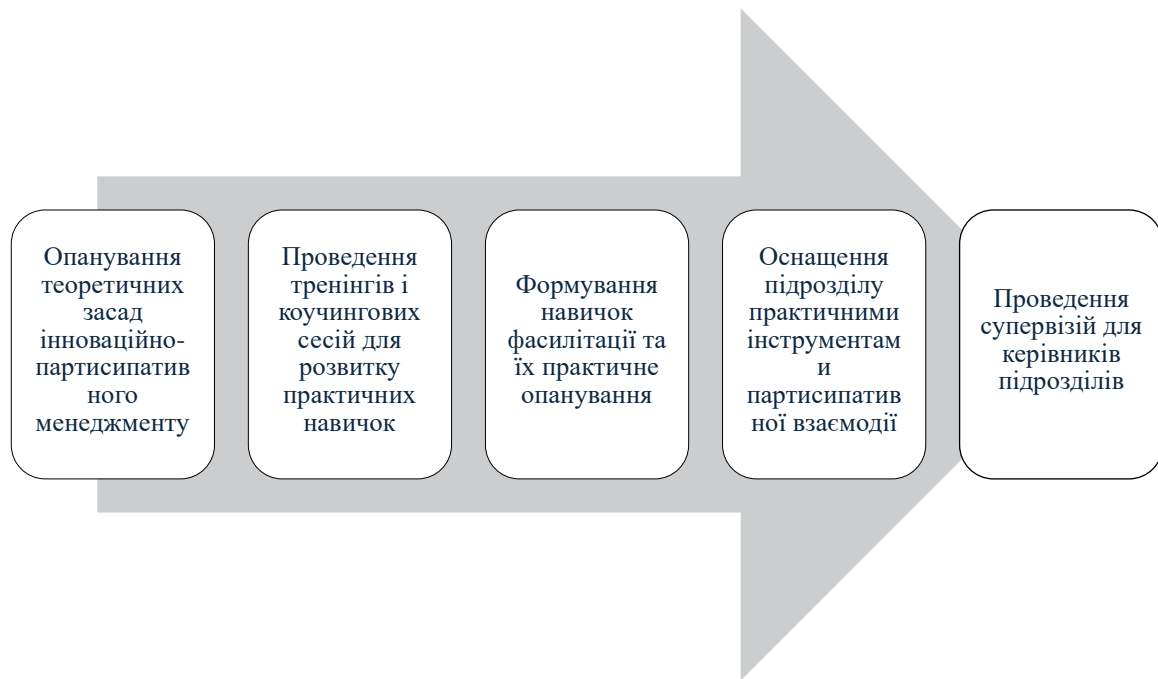 Опанування
теоретичних
засад
інноваційно-
партисипатив
ного
менеджменту
Проведення
тренінгів і
коучингових
сесій для
розвитку
практичних
навичок
Формування
навичок
фасилітації та
їх практичне
опанування
Оснащення
підрозділу
практичними
інструментам
и
партисипатив
ної взаємодії
Проведення
супервізій для
керівників
підрозділів